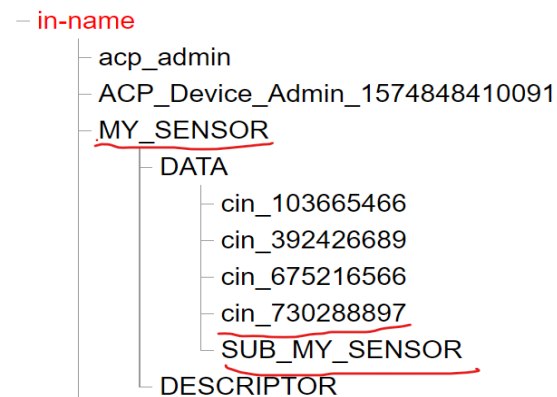 in-name
acp_admin
ACP_Device_Admin_1574848410091
MY_SENSOR
DATA
cin_103665466
cin_392426689
cin_675216566
cin_730288897
SUB_MY_SENSOR
DESCRIPTOR